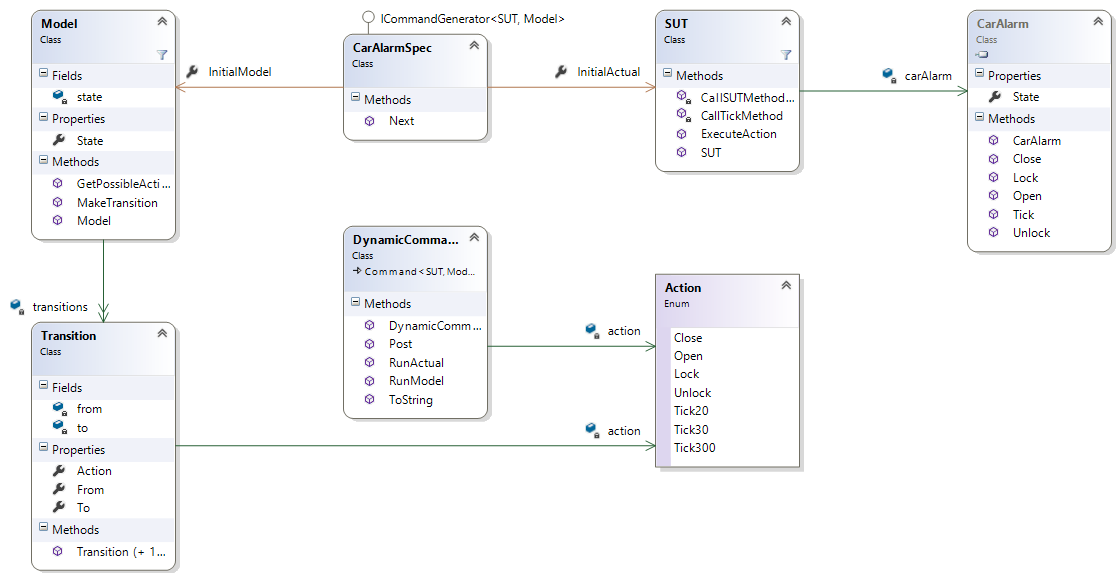 Model
Class
Fields
state
Properties
State
Methods
GetPossibleActi...
MakeTransition
Model
ICommandGenerator<SUT, Model>
CarAlarmSpec
Class
Methods
Next
InitialModel
InitialActual
SUT
Class
Methods
CallSUTMethod...
CallTickMethod
ExecuteAction
SUT
carAlarm
CarAlarm
Class
Properties
State
Methods
CarAlarm
Close
Lock
Open
Tick
Unlock
transitions
Transition
Class
Fields
from
to
Properties
Action
From
To
Methods
Transition (+ 1...
DynamicComma...
Class
Command<SUT, Mod...
Methods
DynamicComm...
Post
RunActual
RunModel
ToString
action
action
Action
Enum
Close
Open
Lock
Unlock
Tick20
Tick30
Tick300